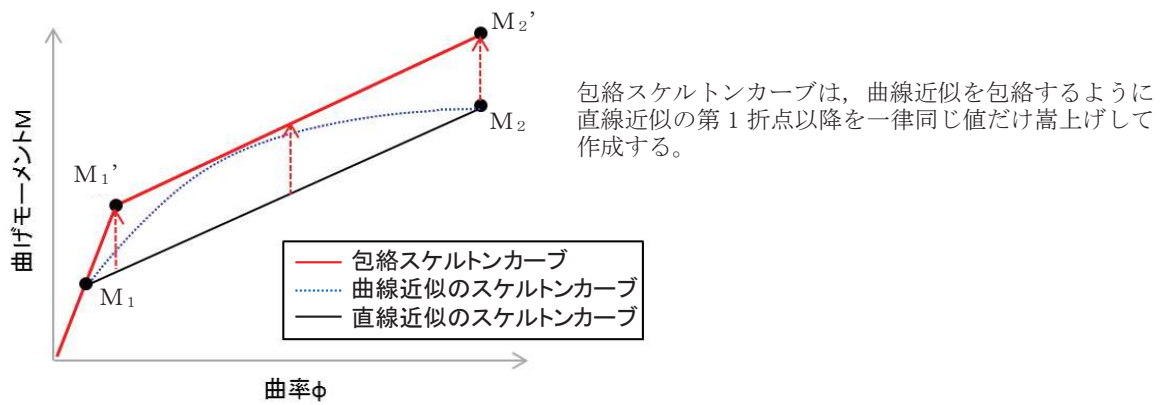 M₂’
包絡スケルトンカーブは，曲線近似を包絡するように
直線近似の第1折点以降を一律同じ値だけ嵩上げして
作成する。
M₂
M₁’
曲げモーメントM
包絡スケルトンカーブ
曲線近似のスケルトンカーブ
直線近似のスケルトンカーブ
M₁
曲率φ